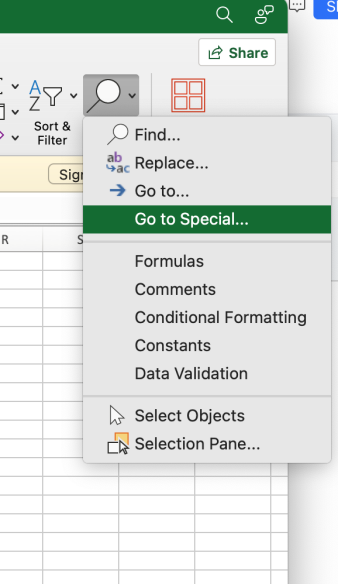 S
Share
A
Z
Sort &
Filter
Find...
Sign
ab
ac
Replace...
Go to...
Go to Special...
R
S
Formulas
Comments
Conditional Formatting
Constants
Data Validation
Select Objects
Selection Pane...